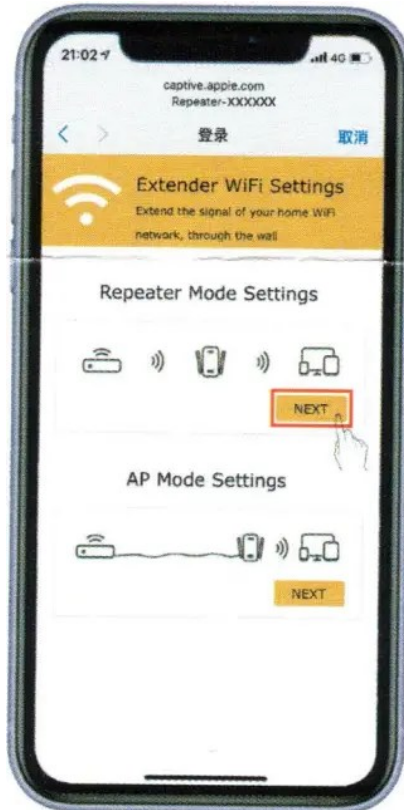 21:02
4G
captive.apple.com
Repeater-XXXXXX
登录
取消
Extender WiFi Settings
Extend the signal of your home WiFi
network, through the wall
Repeater Mode Settings
NEXT
AP Mode Settings
NEXT